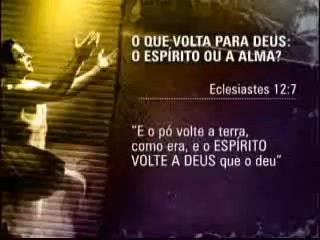 O QUE VOLTA PARA DEUS:
O ESPÍRITO OU A ALMA?
Eclesiastes 12:7
“E o pó volte a terra,
como era, e o ESPÍRITO
VOLTE A DEUS que o deu”